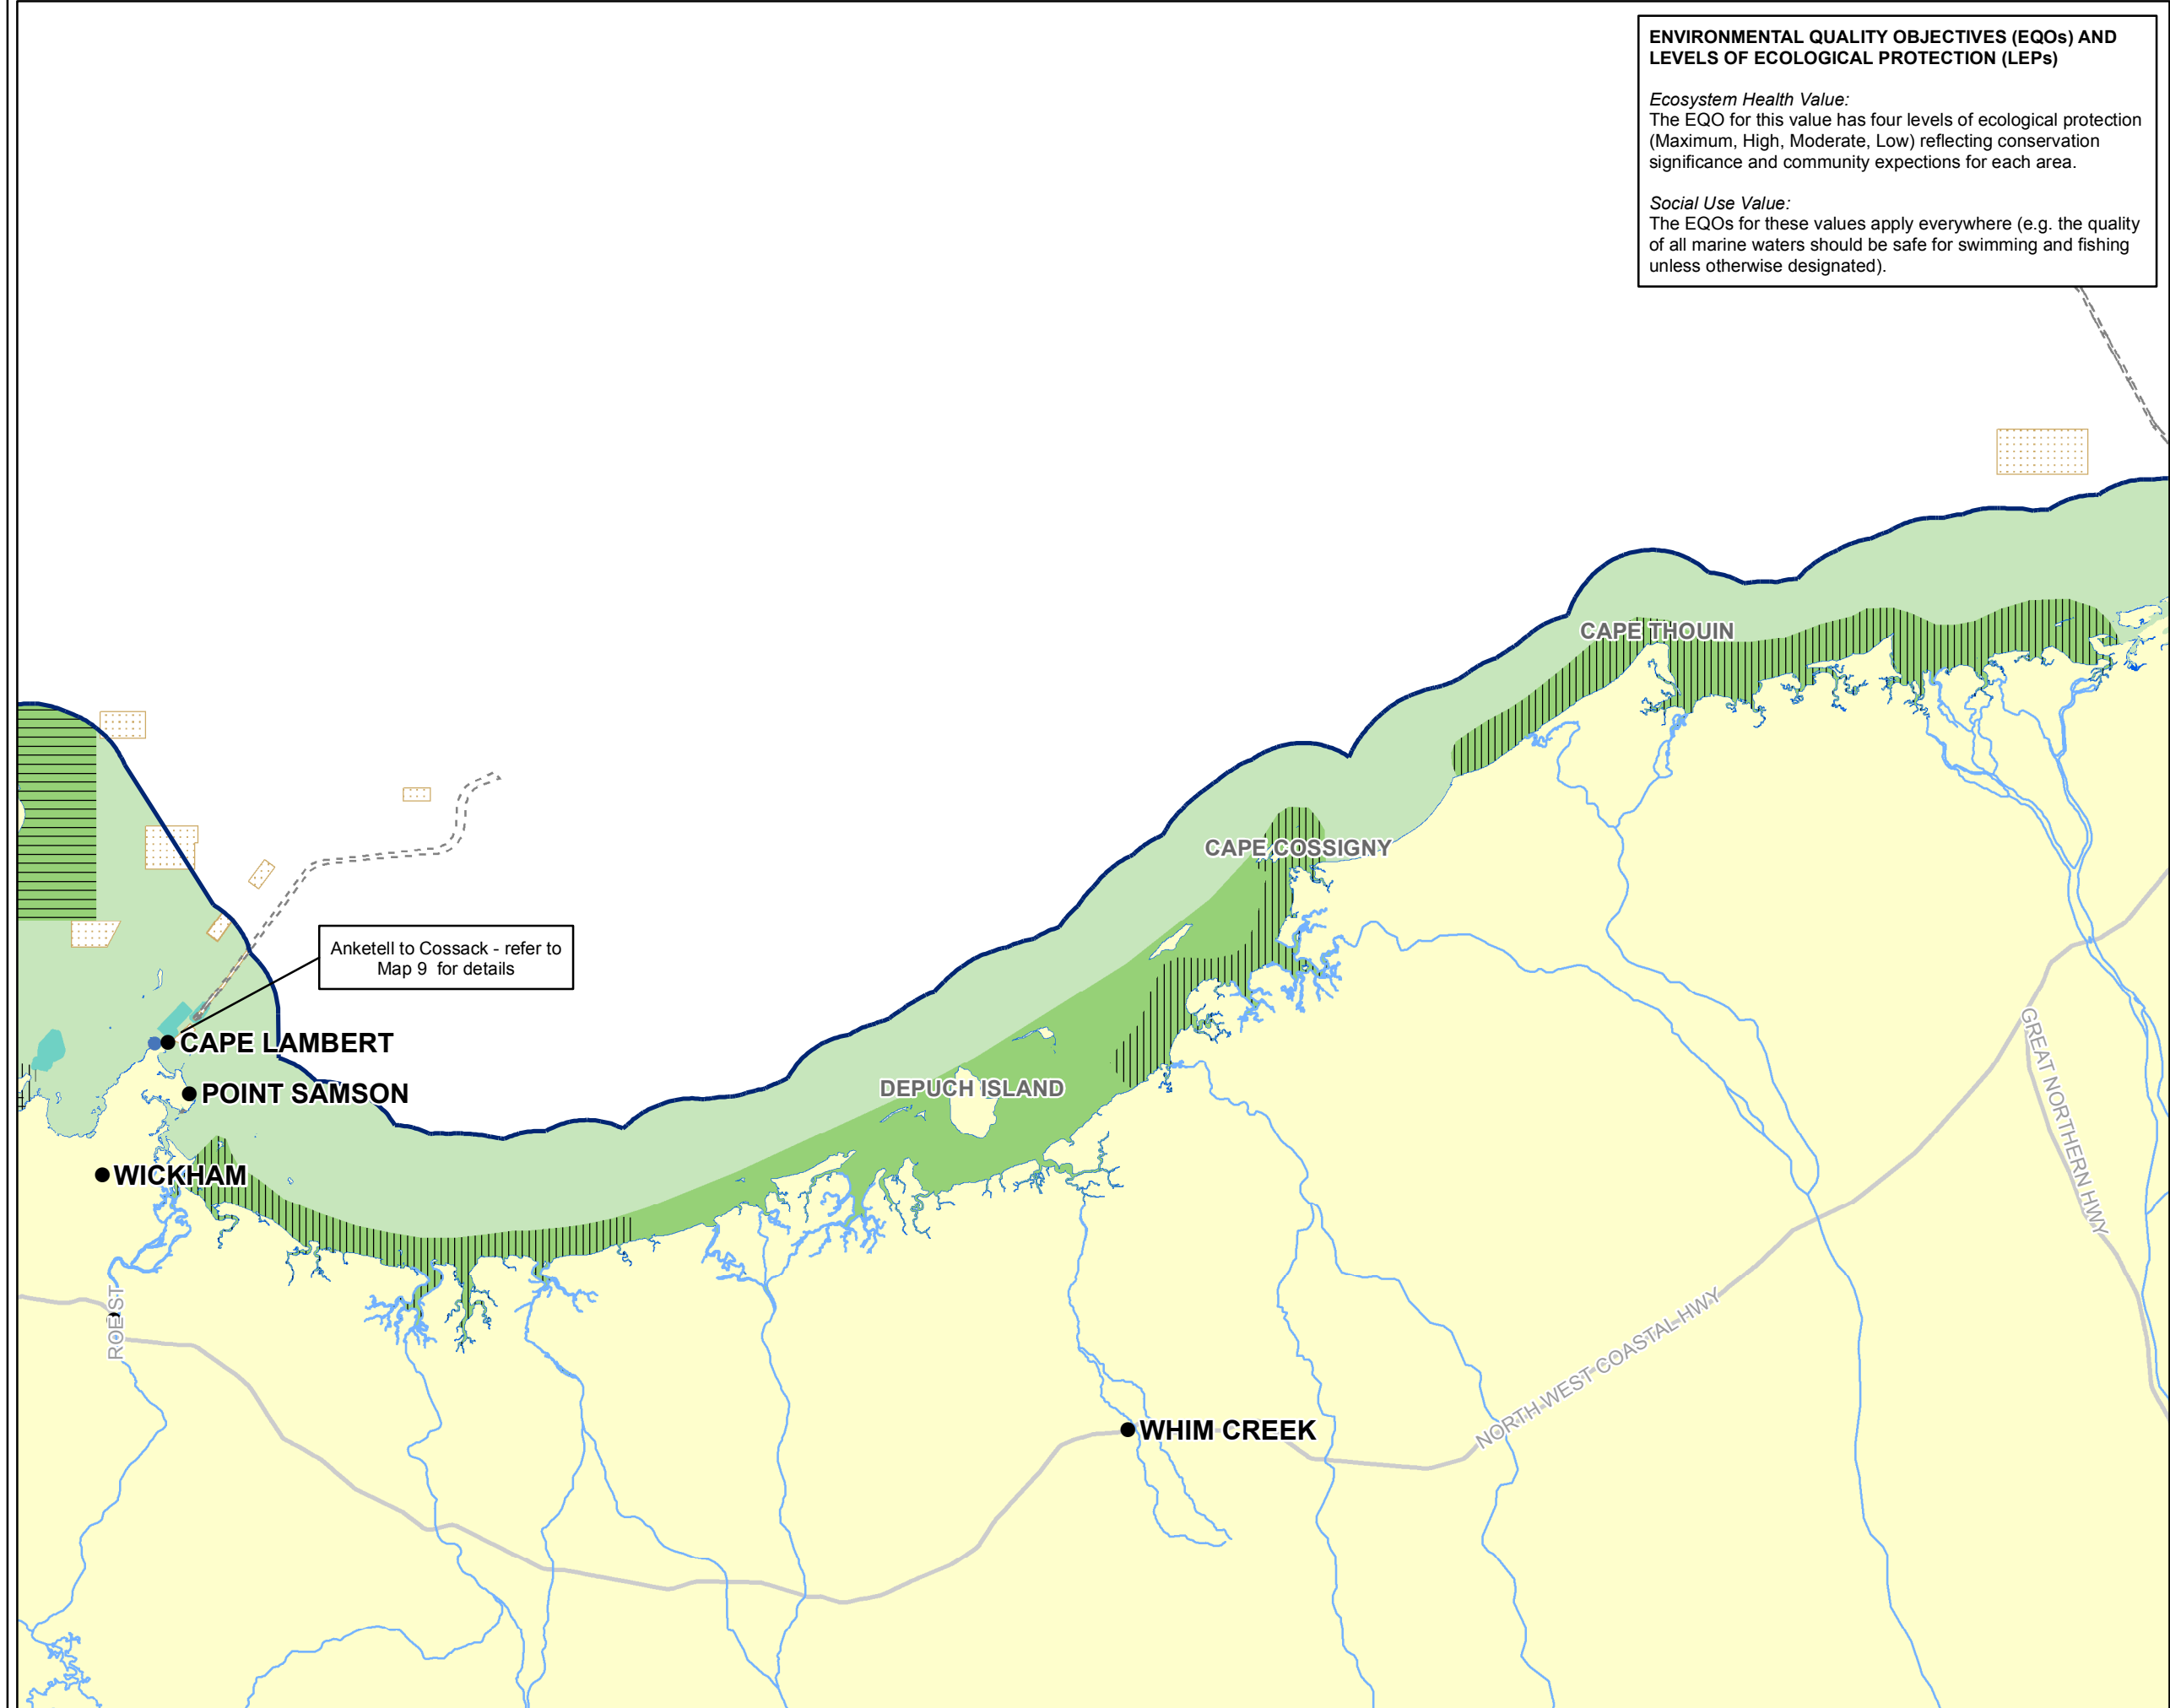 ENVIRONMENTAL QUALITY OBJECTIVES (EQOs) AND
LEVELS OF ECOLOGICAL PROTECTION (LEPs)
Ecosystem Health Value:
The EQO for this value has four levels of ecological protection
(Maximum, High, Moderate, Low) reflecting conservation
significance and community expections for each area.
Social Use Value:
The EQOs for these values apply everywhere (e.g. the quality
of all marine waters should be safe for swimming and fishing
unless otherwise designated).
CAPE THOUIN
CAPE COSSIGNY
Anketell to Cossack - refer to
Map 9 for details
CAPE LAMBERT
DEPUCH ISLAND
POINT SAMSON
WICKHAM
GREAT NORTHERN HWY
ROE ST
NORTH WEST COASTAL HWY
WHIM CREEK